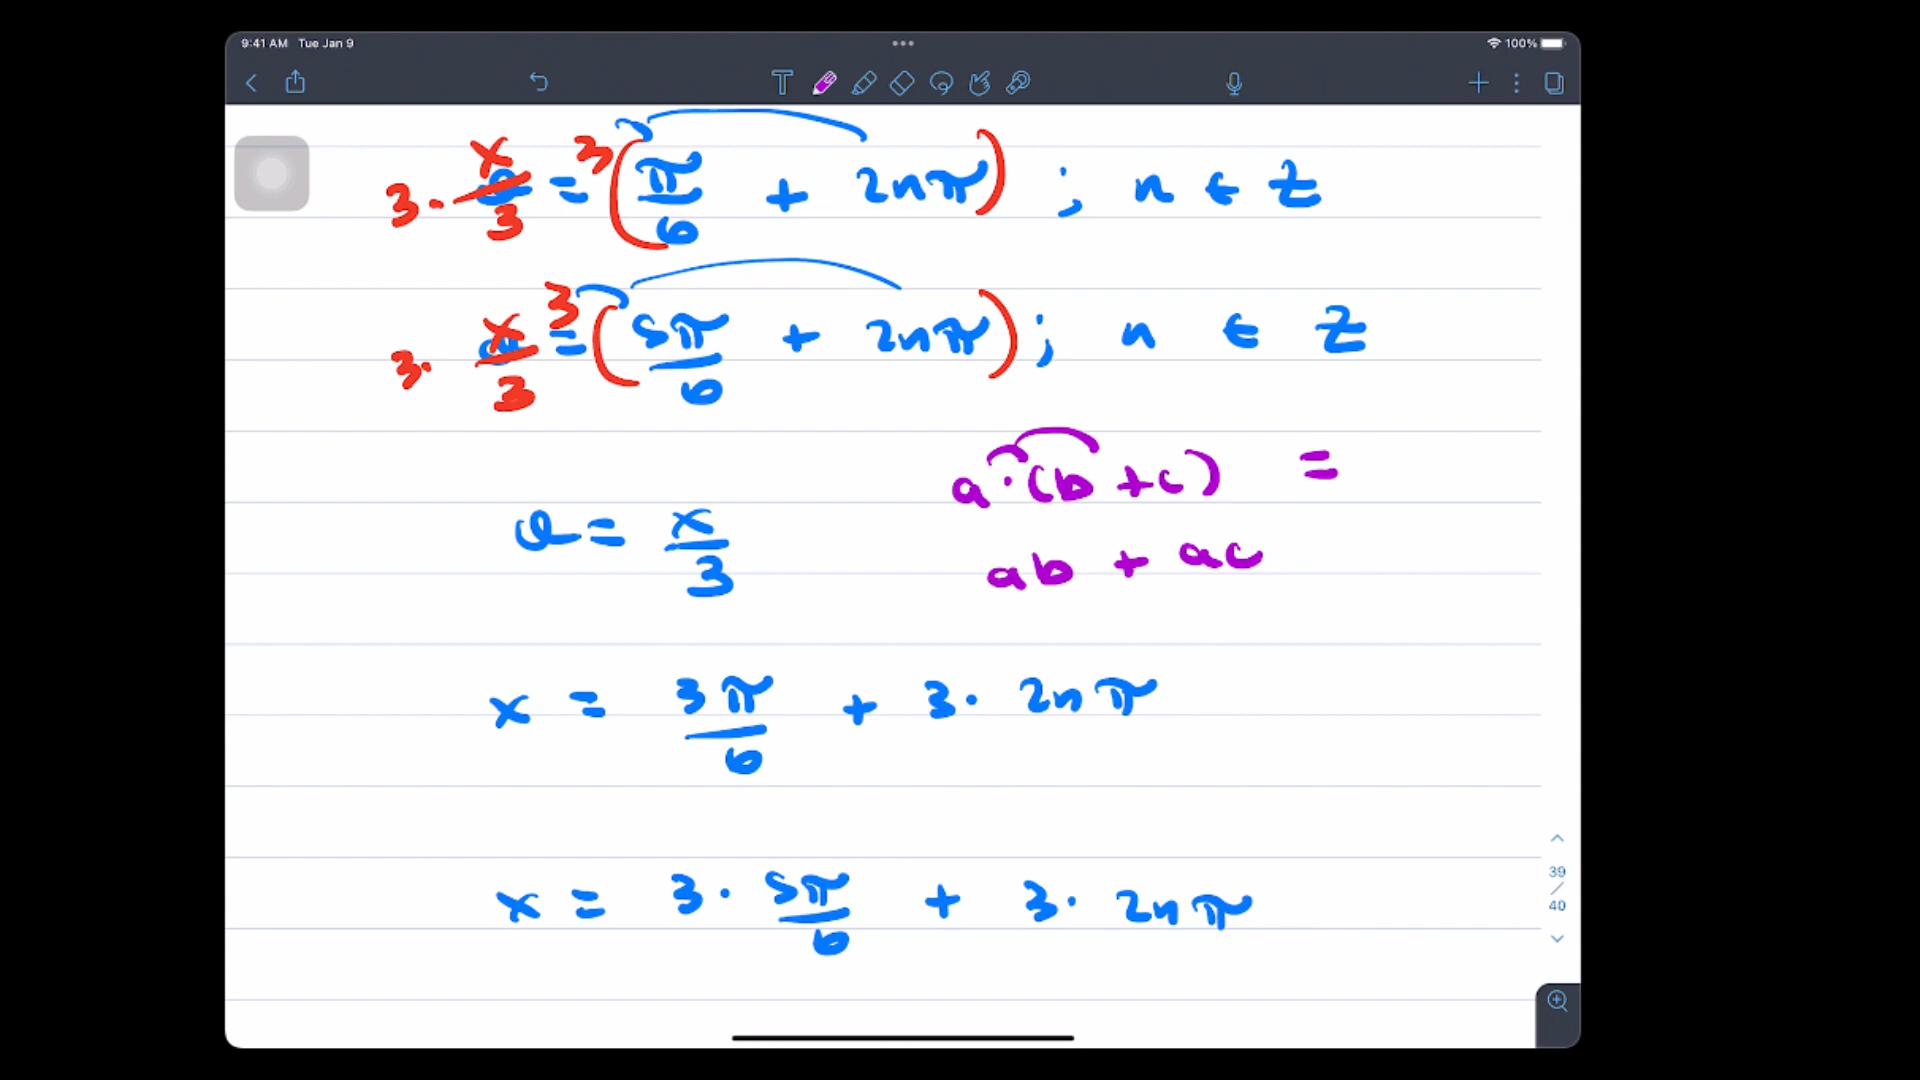 9:41 AM Tue Jan 9 100%
3 · x/3 = 3(π/6 + 2nπ) ; n ∈ Z
3 · x/3 = 3(5π/6 + 2nπ) ; n ∈ Z
a · (b + c) =
θ = x/3
ab + ac
x = 3π/6 + 3 · 2nπ
x = 3 · 5π/6 + 3 · 2nπ
39/40